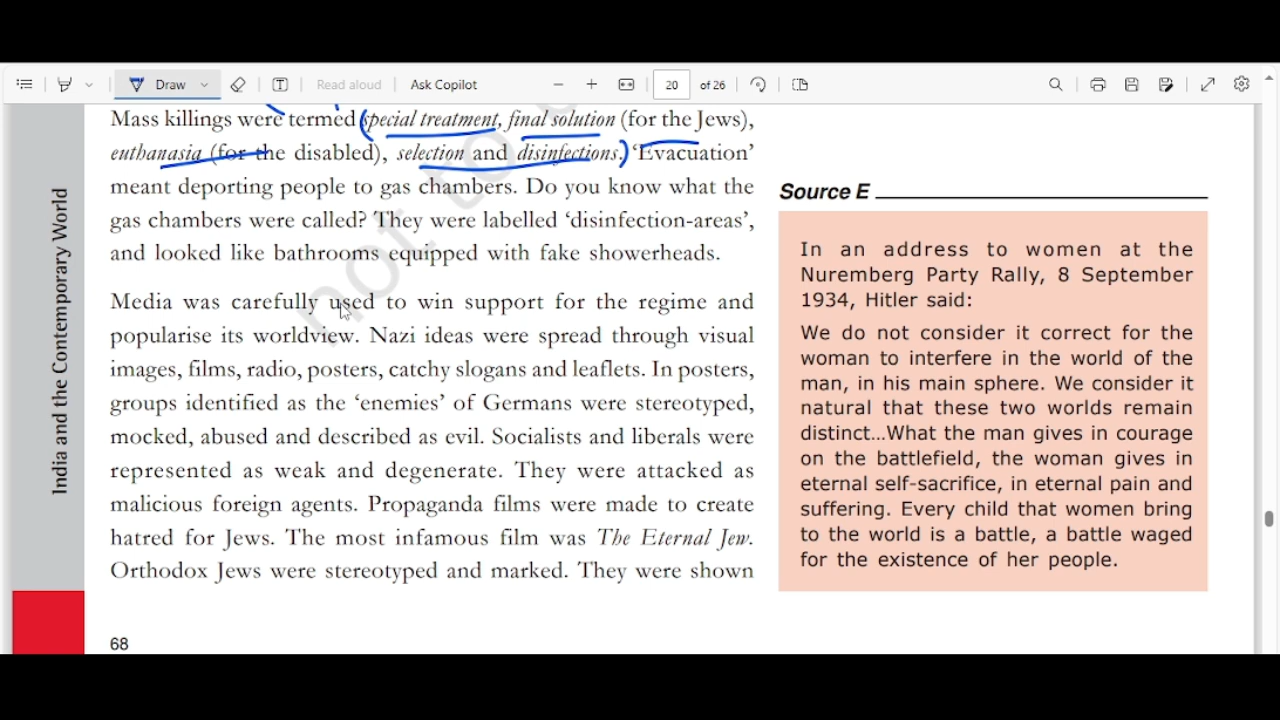 Draw
Read aloud
Ask Copilot
20
of 26
Mass killings were termed special treatment, final solution (for the Jews),
euthanasia (for the disabled), selection and disinfections. ‘Evacuation’
meant deporting people to gas chambers. Do you know what the
gas chambers were called? They were labelled ‘disinfection-areas’,
and looked like bathrooms equipped with fake showerheads.
Media was carefully used to win support for the regime and
popularise its worldview. Nazi ideas were spread through visual
images, films, radio, posters, catchy slogans and leaflets. In posters,
groups identified as the ‘enemies’ of Germans were stereotyped,
mocked, abused and described as evil. Socialists and liberals were
represented as weak and degenerate. They were attacked as
malicious foreign agents. Propaganda films were made to create
hatred for Jews. The most infamous film was The Eternal Jew.
Orthodox Jews were stereotyped and marked. They were shown
Source E
In an address to women at the
Nuremberg Party Rally, 8 September
1934, Hitler said:
We do not consider it correct for the
woman to interfere in the world of the
man, in his main sphere. We consider it
natural that these two worlds remain
distinct...What the man gives in courage
on the battlefield, the woman gives in
eternal self-sacrifice, in eternal pain and
suffering. Every child that women bring
to the world is a battle, a battle waged
for the existence of her people.
India and the Contemporary World
68
not to